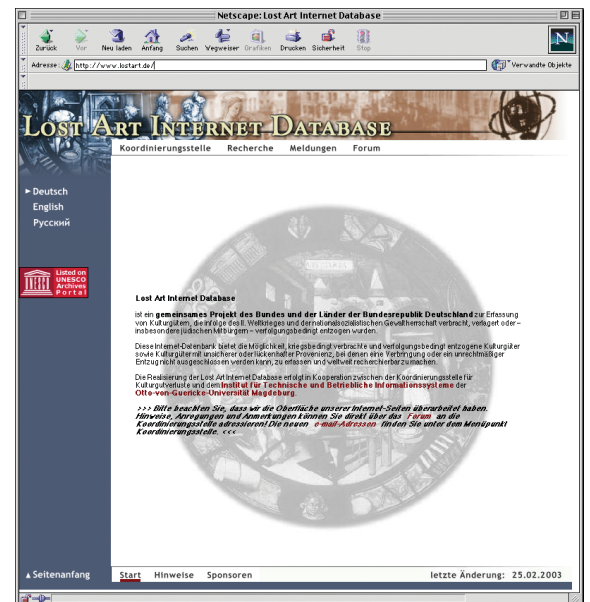 Netscape: Lost Art Internet Database
Zurück Vor Neu laden Anfang Suchen Vegweiser Grafiken Drucken Sicherheit Stop
N
Adresse: http://www.lostart.de/ Verwandte Objekte
LOST ART INTERNET DATABASE
Koordinierungsstelle Recherche Meldungen Forum
Deutsch
English
Русский
Listed on
UNESCO
Archives
Portal
Lost Art Internet Database
ist ein gemeinsames Projekt des Bundes und der Länder der Bundesrepublik Deutschland zur Erfassung
von Kulturgütern, die infolge des II. Weltkrieges und der nationalsozialistischen Gewaltherrschaft verbracht, verlagert oder –
insbesondere jüdischen Mitbürgern – verfolgungsbedingt entzogen wurden.
Diese Internet-Datenbank bietet die Möglichkeit, kriegsbedingt verbrachte und verfolgungsbedingt entzogene Kulturgüter
sowie Kulturgüter mit unsicherer oder lückenhafter Provenienz, bei denen eine Verbringung oder ein unrechtmäßiger
Entzug nicht ausgeschlossen werden kann, zu erfassen und weltweit recherchierbar zu machen.
Die Realisierung der Lost Art Internet Database erfolgt in Kooperation zwischen der Koordinierungsstelle für
Kulturgutverluste und dem Institut für Technische und Betriebliche Informationssysteme der
Otto-von-Guericke-Universität Magdeburg.
>>> Bitte beachten Sie, dass wir die Oberfläche unserer Internet-Seiten überarbeitet haben.
Hinweise, Anregungen und Anmerkungen können Sie direkt über das Forum an die
Koordinierungsstelle adressieren! Die neuen e-mail-Adressen finden Sie unter dem Menüpunkt
Koordinierungsstelle. <<<
Seitenanfang Start Hinweise Sponsoren letzte Änderung: 25.02.2003